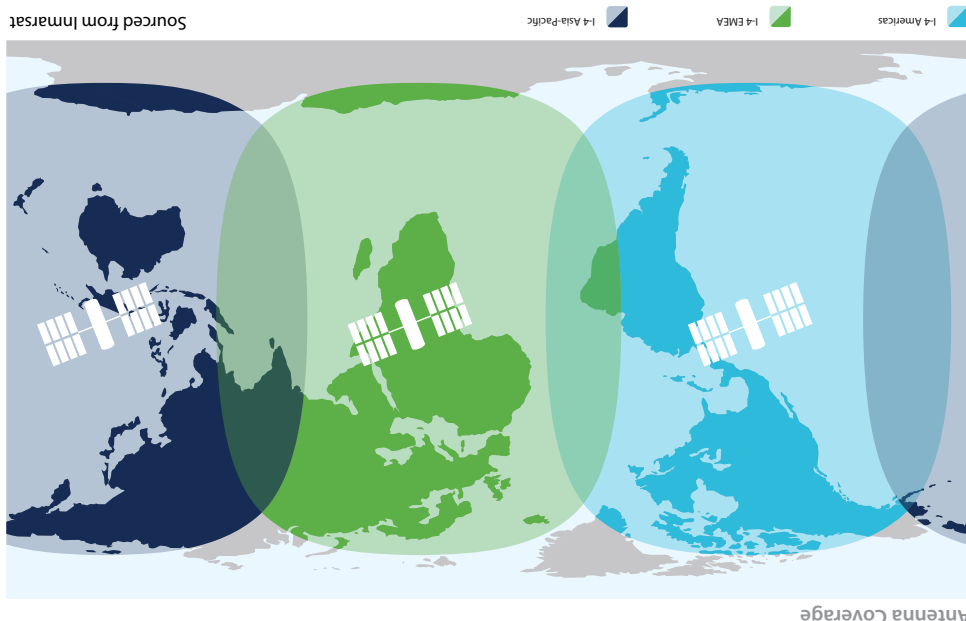 Antenna Coverage
I-4 Americas I-4 EMEA I-4 Asia-Pacific Sourced from Inmarsat